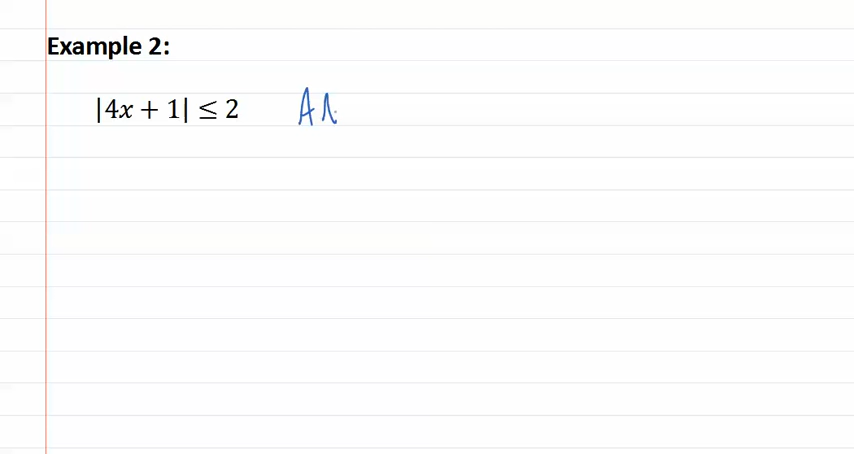 Example 2:
|4x + 1| ≤ 2